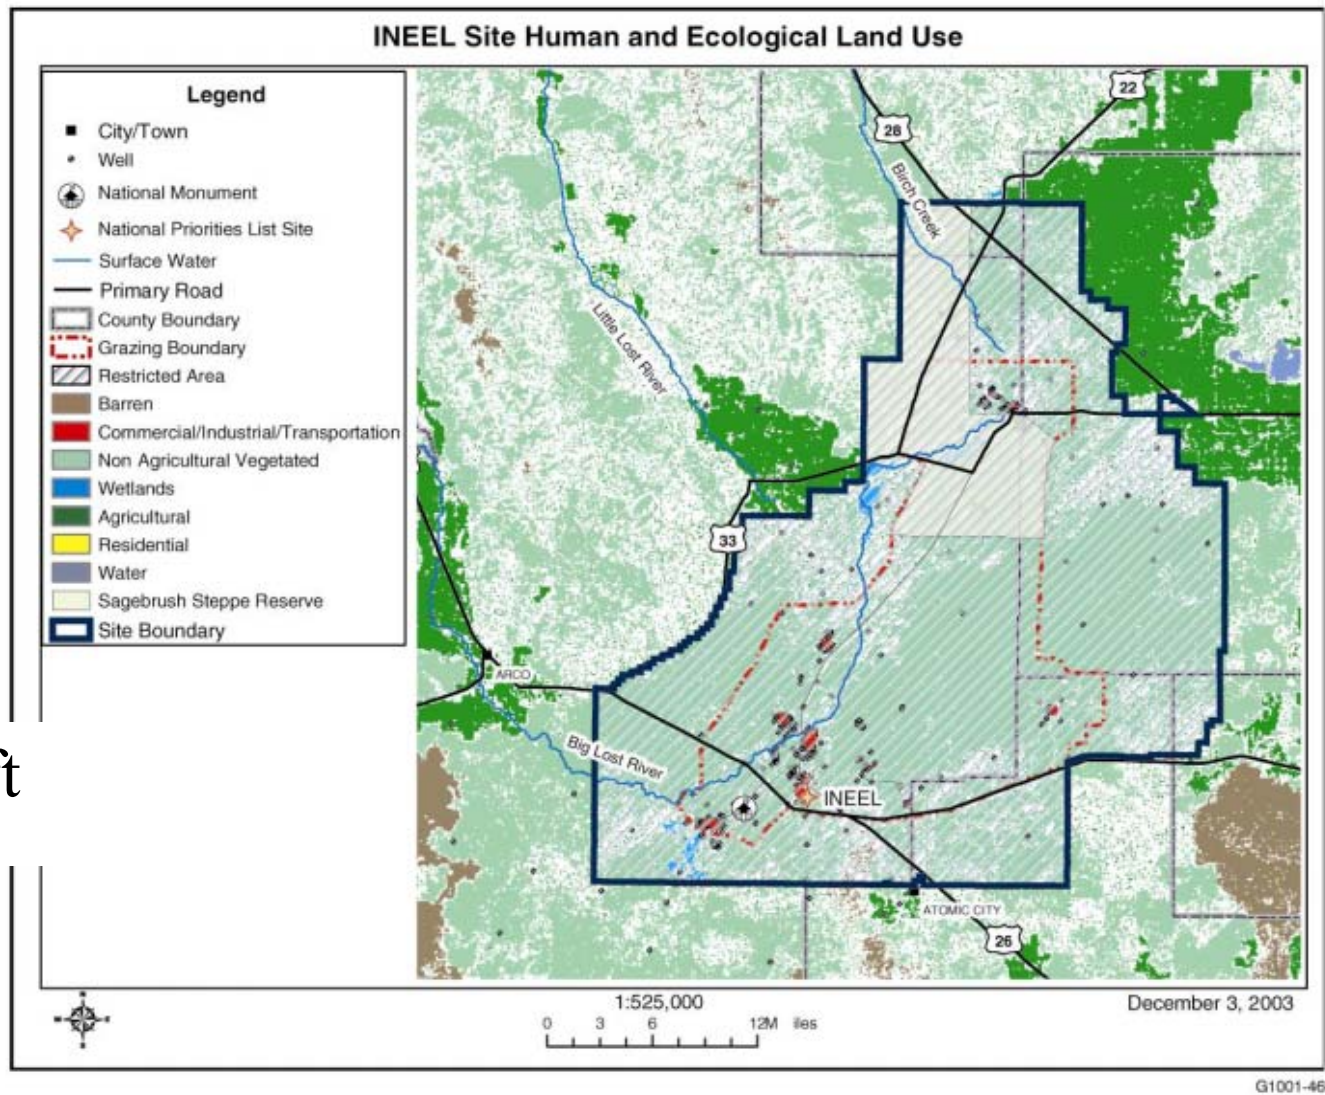 INEEL Site Human and Ecological Land Use
Legend
City/Town
Well
National Monument
National Priorities List Site
Surface Water
Primary Road
County Boundary
Grazing Boundary
Restricted Area
Barren
Commercial/Industrial/Transportation
Non Agricultural Vegetated
Wetlands
Agricultural
Residential
Water
Sagebrush Steppe Reserve
Site Boundary
22
28
Birch Creek
Little Lost River
33
ARCO
Big Lost River
INEEL
ATOMIC CITY
26
1:525,000
December 3, 2003
0 3 6 12M iles
G1001-46